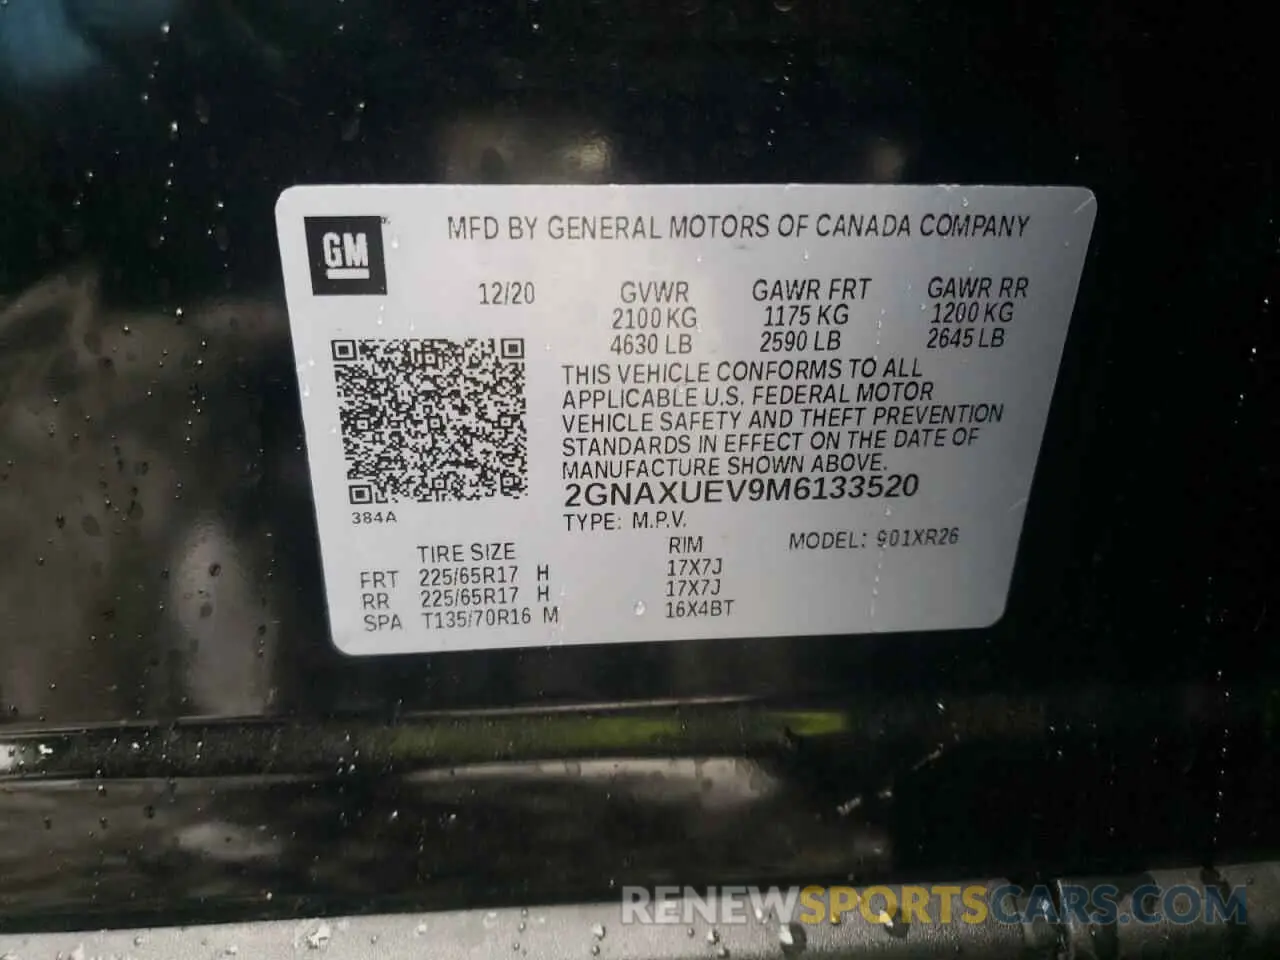 GM
MFD BY GENERAL MOTORS OF CANADA COMPANY
12/20 GVWR GAWR FRT GAWR RR
2100 KG 1175 KG 1200 KG
4630 LB 2590 LB 2645 LB
THIS VEHICLE CONFORMS TO ALL
APPLICABLE U.S. FEDERAL MOTOR
VEHICLE SAFETY AND THEFT PREVENTION
STANDARDS IN EFFECT ON THE DATE OF
MANUFACTURE SHOWN ABOVE.
2GNAXUEV9M6133520
384A
TYPE: M.P.V.
TIRE SIZE RIM MODEL: 901XR26
FRT 225/65R17 H 17X7J
RR 225/65R17 H 17X7J
SPA T135/70R16 M 16X4BT
RENEWSPORTSCARS.COM